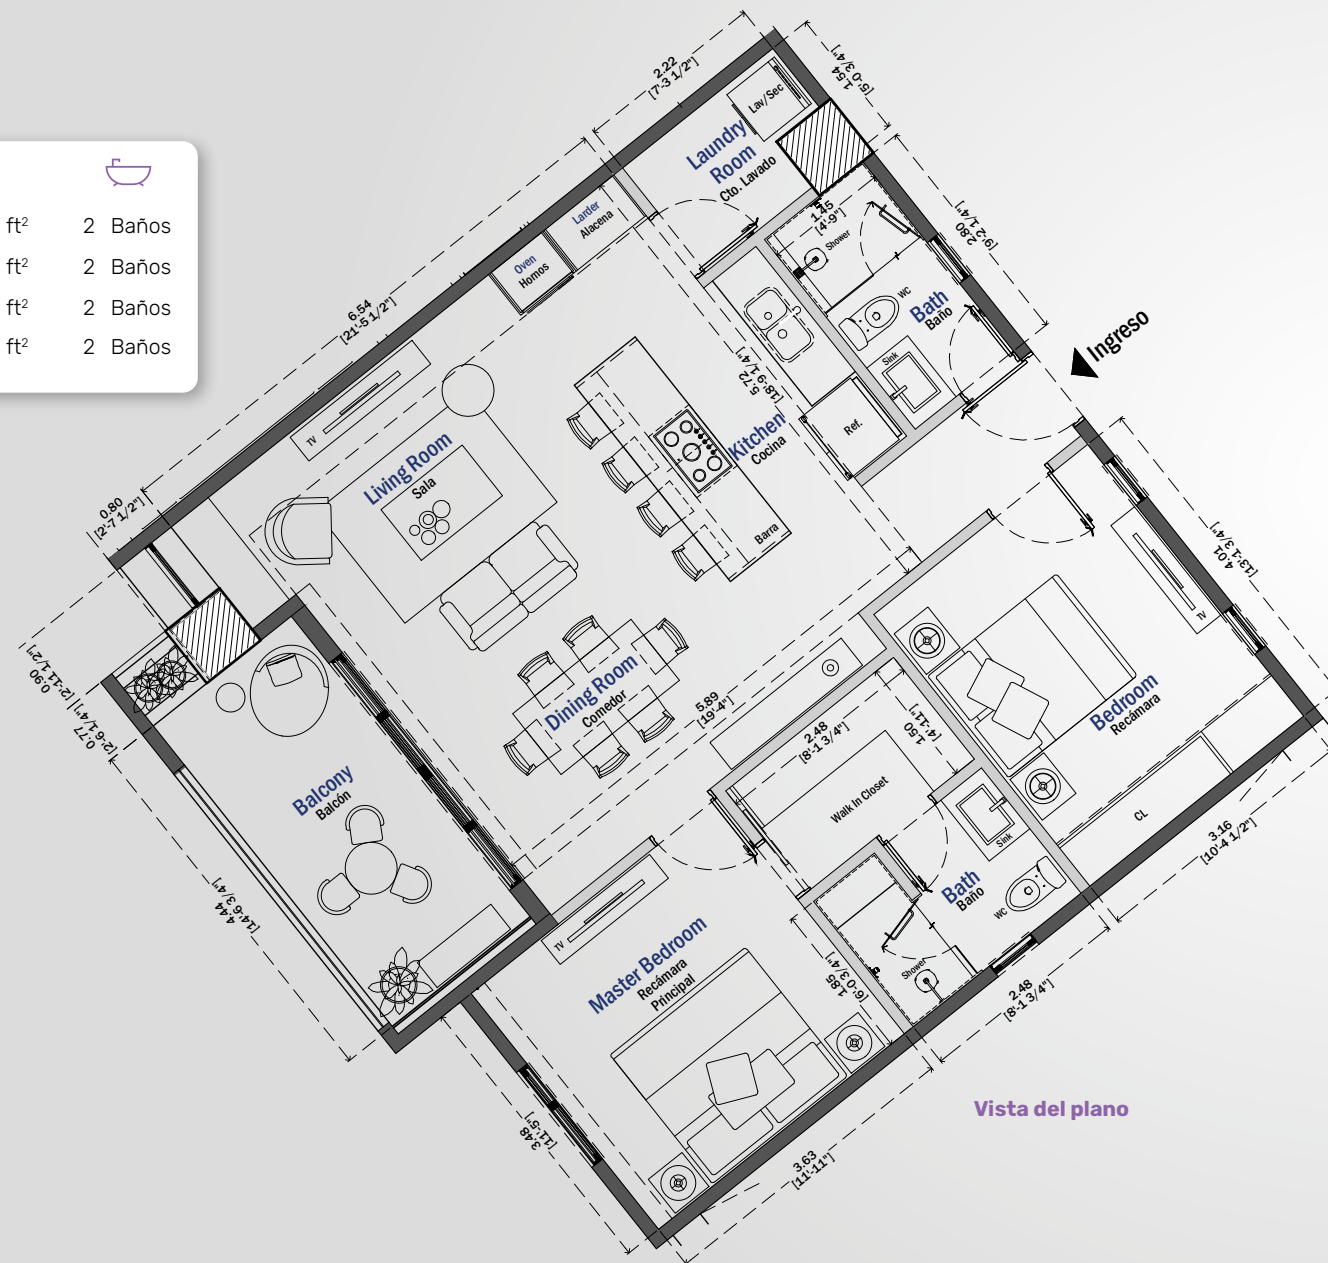 ft² 2 Baños
ft² 2 Baños
ft² 2 Baños
ft² 2 Baños
2.22
[7'-3 1/2"]
1.54
[5'-0 3/4"]
Lav/Sec
Laundry
Room
Cto. Lavado
Larder
Alacena
Oven
Hornos
6.54
[21'-5 1/2"]
1.45
[4'-9"]
Shower
WC
Bath
Baño
Sink
2.80
[9'-2 1/4"]
Ingreso
5.72
[18'-9 1/4"]
Kitchen
Cocina
Ref.
Barra
TV
Living Room
Sala
0.80
[2'-7 1/2"]
0.90
[2'-11 1/2"]
0.77
[2'-6 1/4"]
4.01
[13'-1 3/4"]
TV
Bedroom
Recámara
CL
3.16
[10'-4 1/2"]
Dining Room
Comedor
5.89
[19'-4"]
2.48
[8'-1 3/4"]
1.50
[4'-11"]
Walk In Closet
Sink
Bath
Baño
WC
Shower
2.48
[8'-1 3/4"]
Balcony
Balcón
4.44
[14'-6 3/4"]
TV
Master Bedroom
Recámara
Principal
1.85
[6'-0 3/4"]
3.48
[11'-5"]
3.63
[11'-11"]
Vista del plano